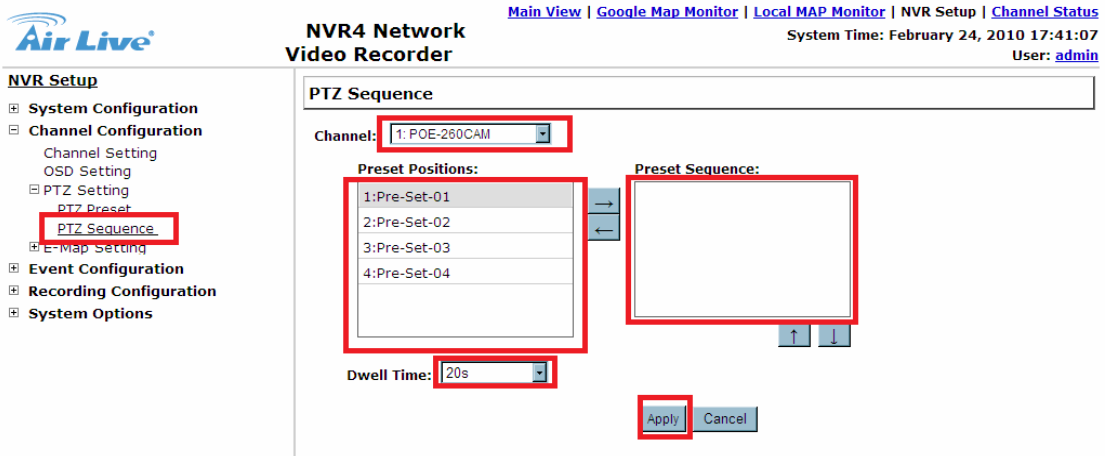 Main View | Google Map Monitor | Local MAP Monitor | NVR Setup | Channel Status
Air Live
NVR4 Network
Video Recorder
System Time: February 24, 2010 17:41:07
User: admin
NVR Setup
System Configuration
Channel Configuration
Channel Setting
OSD Setting
PTZ Setting
PTZ Preset
PTZ Sequence
E-Map Setting
Event Configuration
Recording Configuration
System Options
PTZ Sequence
Channel: 1: POE-260CAM
Preset Positions:
1:Pre-Set-01
2:Pre-Set-02
3:Pre-Set-03
4:Pre-Set-04
→
←
Preset Sequence:
↑ ↓
Dwell Time: 20s
Apply Cancel